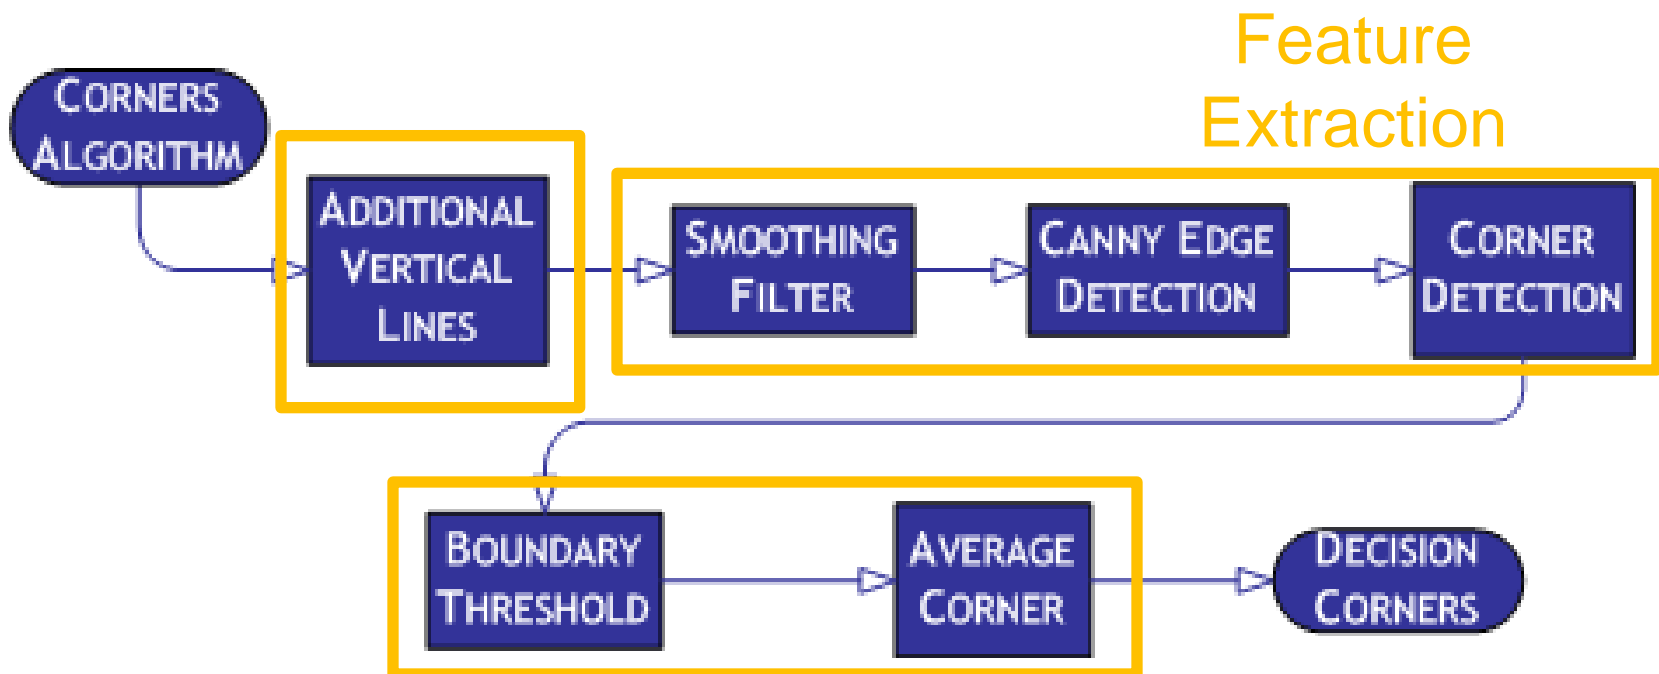 Feature
Extraction
CORNERS
ALGORITHM
ADDITIONAL
VERTICAL
LINES
SMOOTHING
FILTER
CANNY EDGE
DETECTION
CORNER
DETECTION
BOUNDARY
THRESHOLD
AVERAGE
CORNER
DECISION
CORNERS